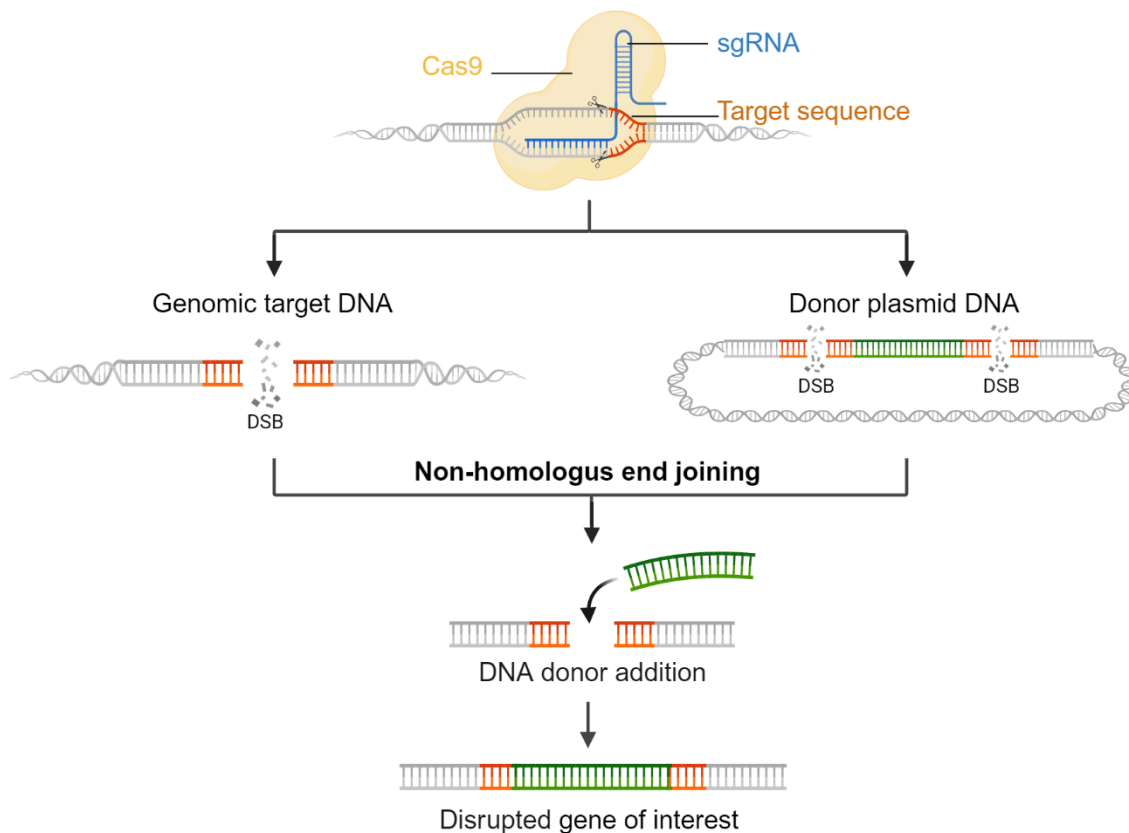 sgRNA
Cas9
Target sequence
Genomic target DNA
Donor plasmid DNA
DSB
DSB
DSB
Non-homologus end joining
DNA donor addition
Disrupted gene of interest